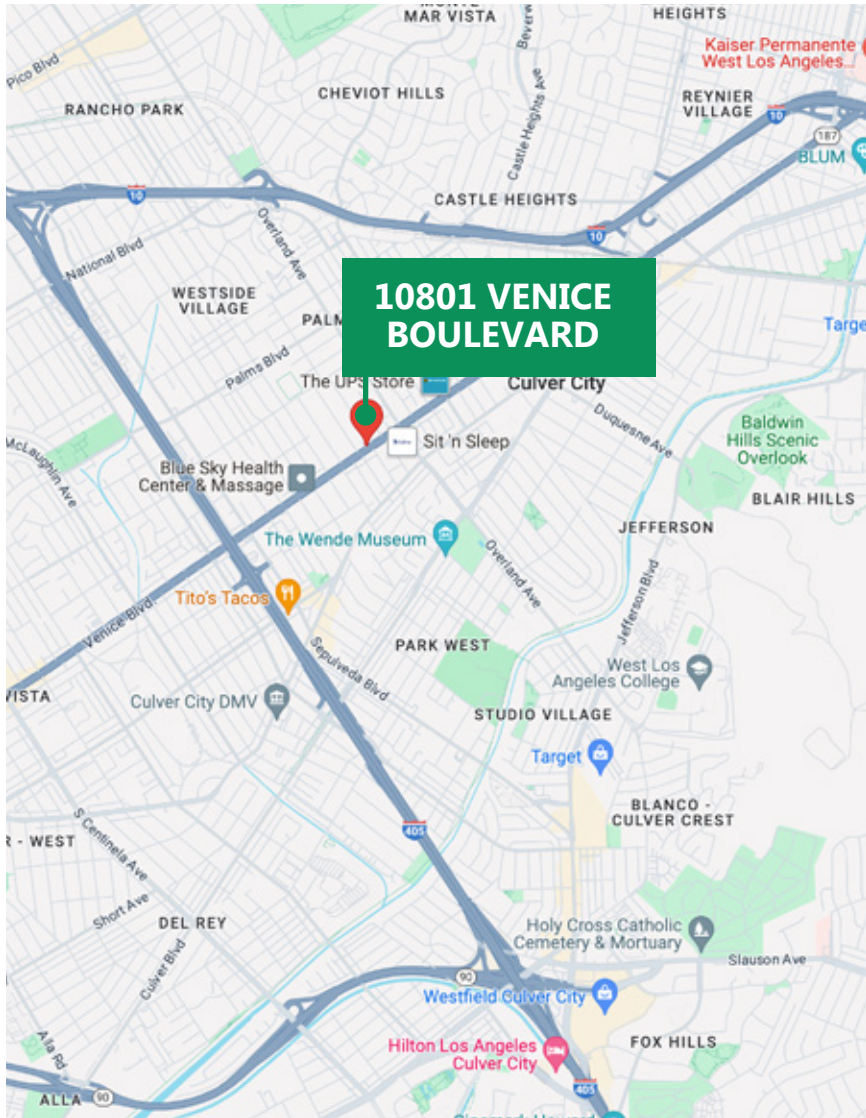 MAR VISTA
HEIGHTS
Kaiser Permanente
West Los Angeles...
Pico Blvd
CHEVIOT HILLS
RANCHO PARK
REYNIER
VILLAGE
10
187
BLUM
Castle Heights Ave
10
CASTLE HEIGHTS
Overland Ave
10
National Blvd
WESTSIDE
VILLAGE
10801 VENICE
BOULEVARD
PALM
Targe
Palms Blvd
The UPS Store
Culver City
Duquesne Ave
Baldwin
Hills Scenic
Overlook
McLaughlin Ave
Sit 'n Sleep
Blue Sky Health
Center & Massage
BLAIR HILLS
JEFFERSON
The Wende Museum
Overland Ave
Tito's Tacos
Jefferson Blvd
Venice Blvd
Sepulveda Blvd
PARK WEST
West Los
Angeles College
VISTA
Culver City DMV
STUDIO VILLAGE
Target
BLANCO -
CULVER CREST
405
R - WEST
S Centinela Ave
Short Ave
DEL REY
Culver Blvd
Holy Cross Catholic
Cemetery & Mortuary
Slauson Ave
90
Westfield Culver City
Alla Rd
Hilton Los Angeles
Culver City
FOX HILLS
405
ALLA
90